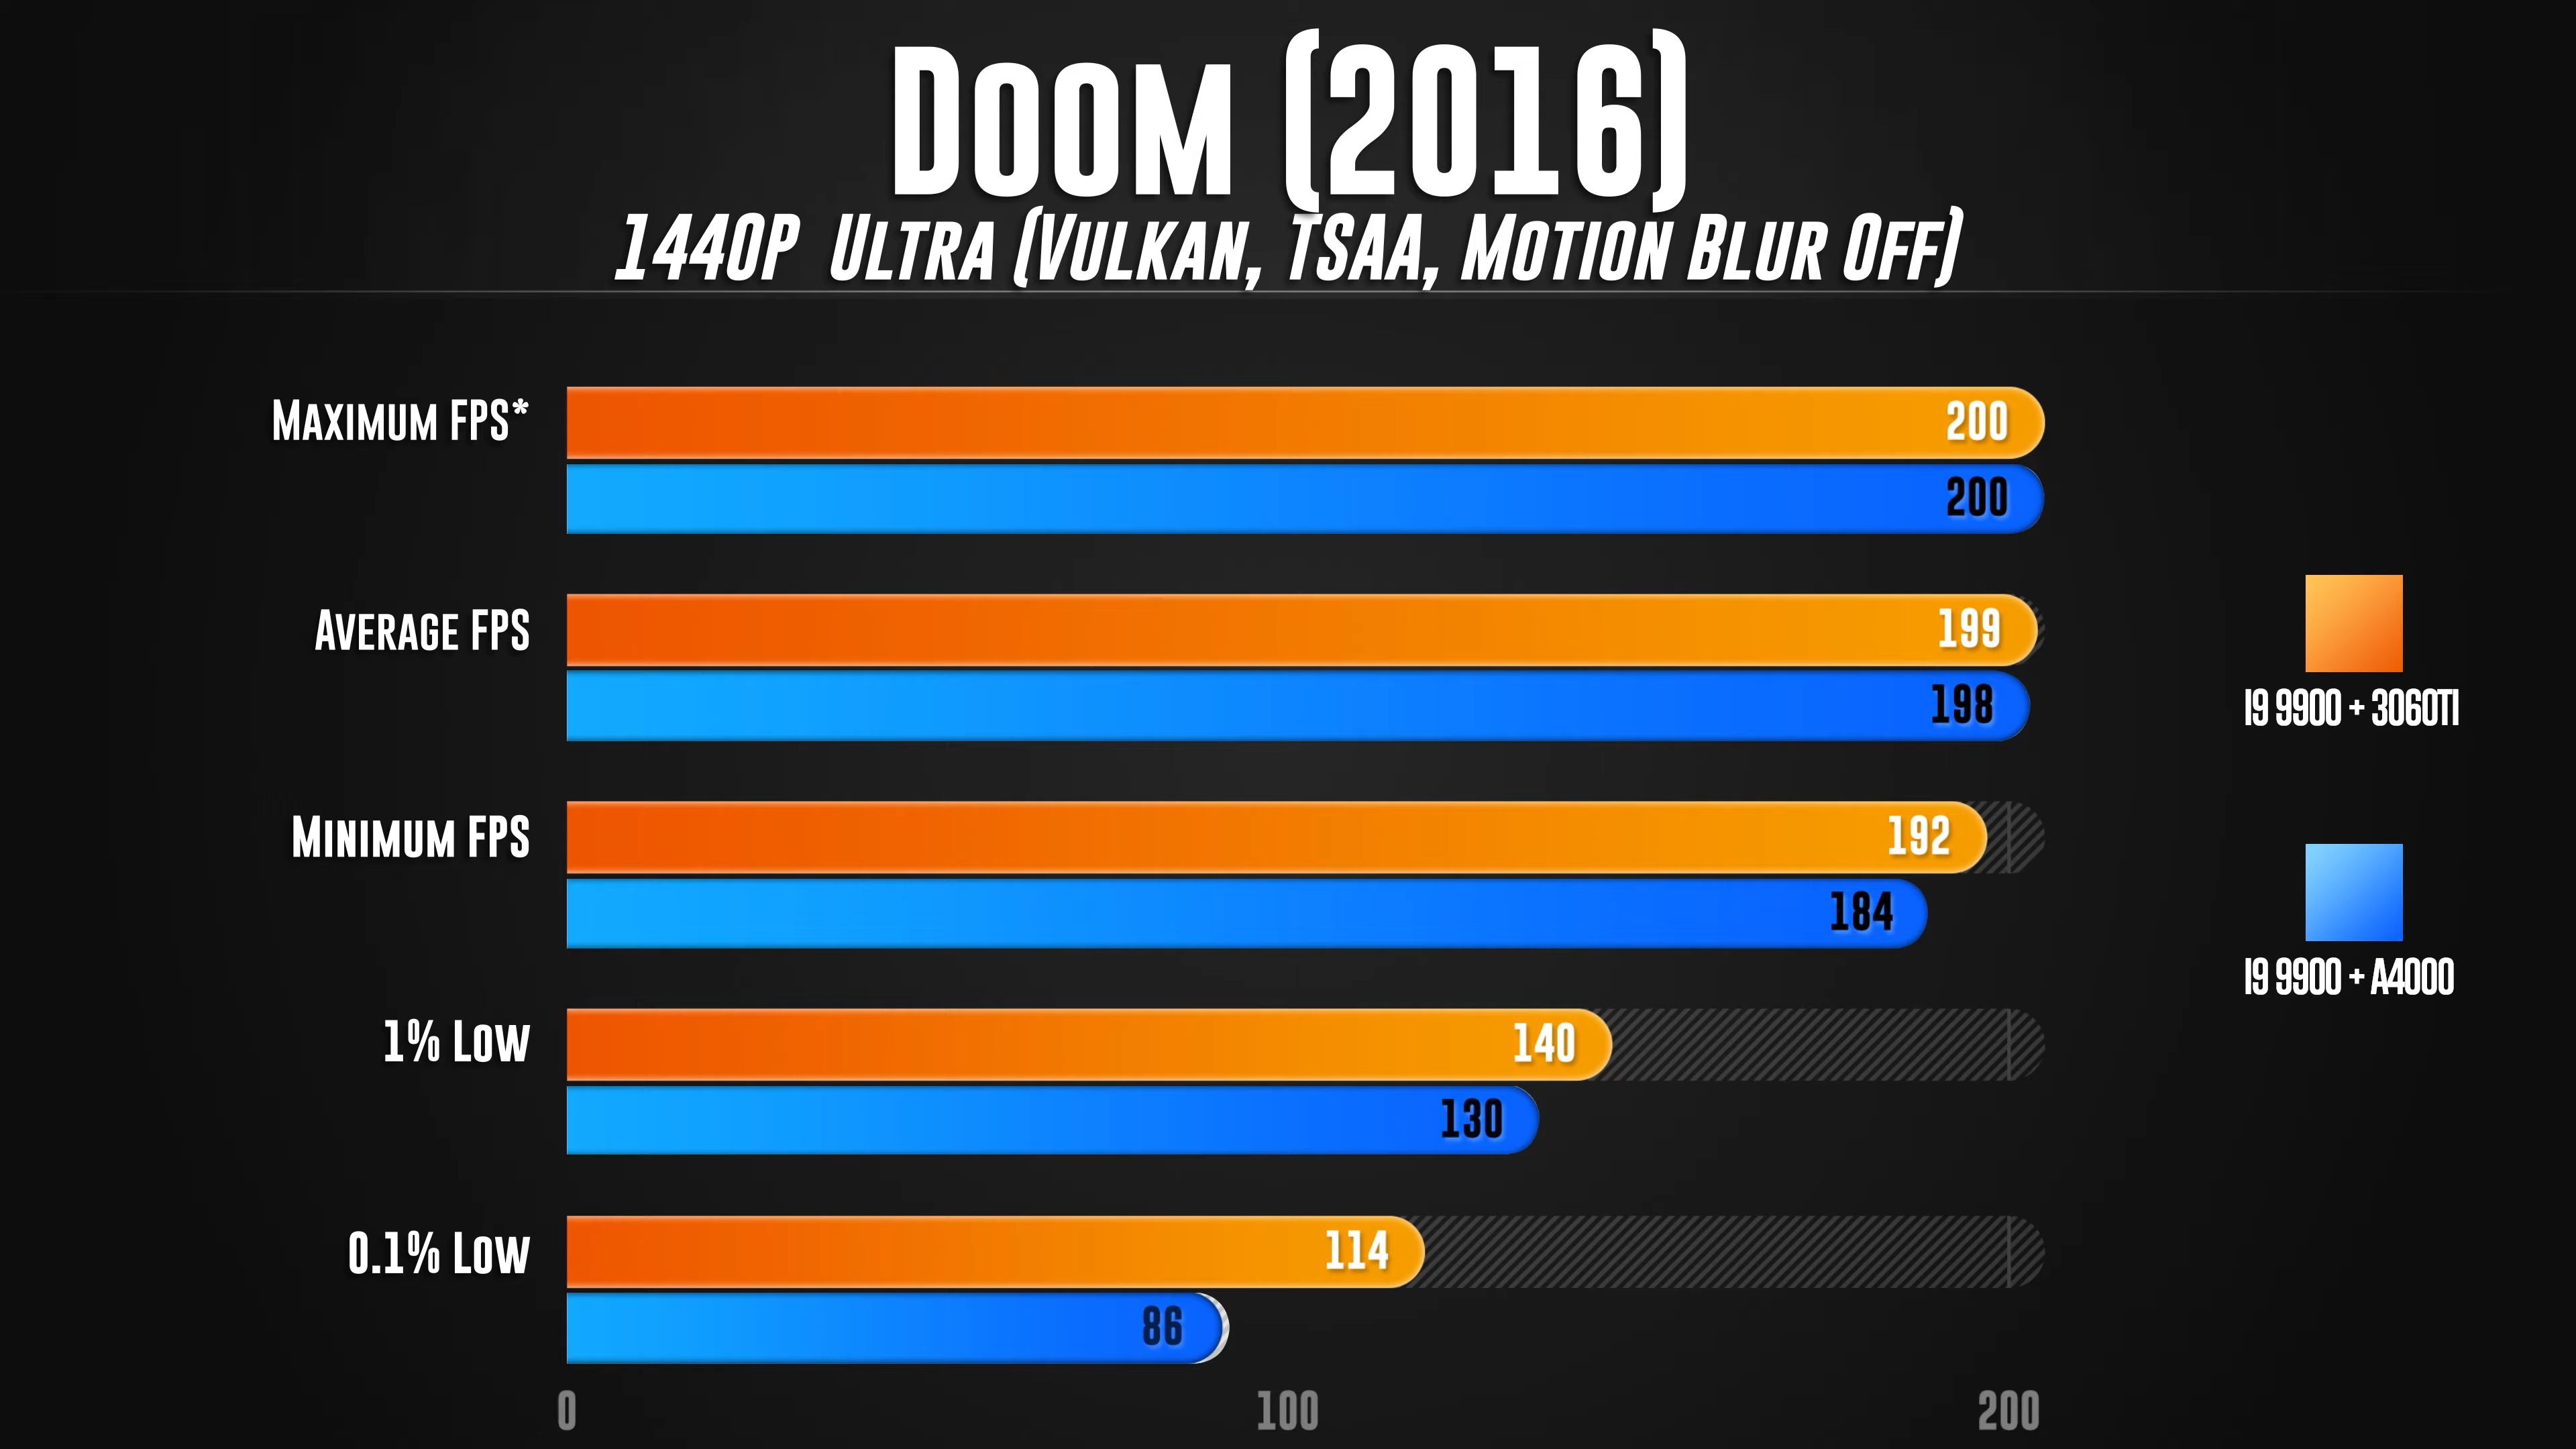 DOOM (2016)
1440P ULTRA (VULKAN, TSAA, MOTION BLUR OFF)
MAXIMUM FPS*
200
200
AVERAGE FPS
199
198
MINIMUM FPS
192
184
1% LOW
140
130
0.1% LOW
114
86
0 100 200
I9 9900 + 3060TI
I9 9900 + A4000